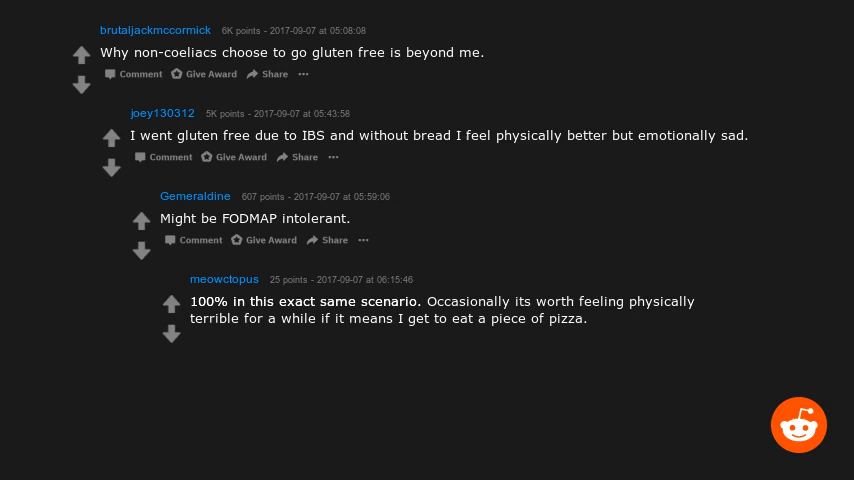 brutaljackmccormick 6K points - 2017-09-07 at 05:08:08
Why non-coeliacs choose to go gluten free is beyond me.
Comment Give Award Share ···
joey130312 5K points - 2017-09-07 at 05:43:58
I went gluten free due to IBS and without bread I feel physically better but emotionally sad.
Comment Give Award Share ···
Gemeraldine 607 points - 2017-09-07 at 05:59:06
Might be FODMAP intolerant.
Comment Give Award Share ···
meowctopus 25 points - 2017-09-07 at 06:15:46
100% in this exact same scenario. Occasionally its worth feeling physically
terrible for a while if it means I get to eat a piece of pizza.